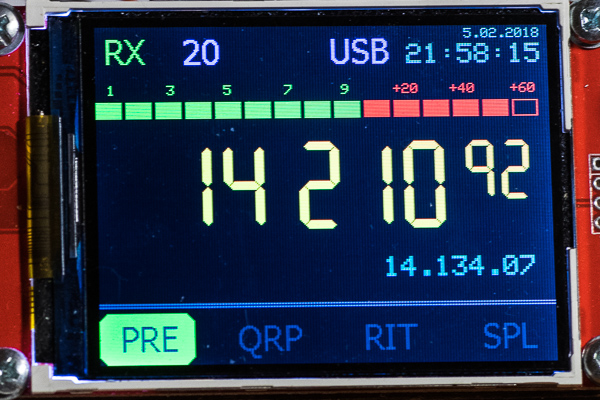 5.02.2018
RX 20 USB 21:58:15
1 3 5 7 9 +20 +40 +60
14 210 92
14.134.07
PRE QRP RIT SPL